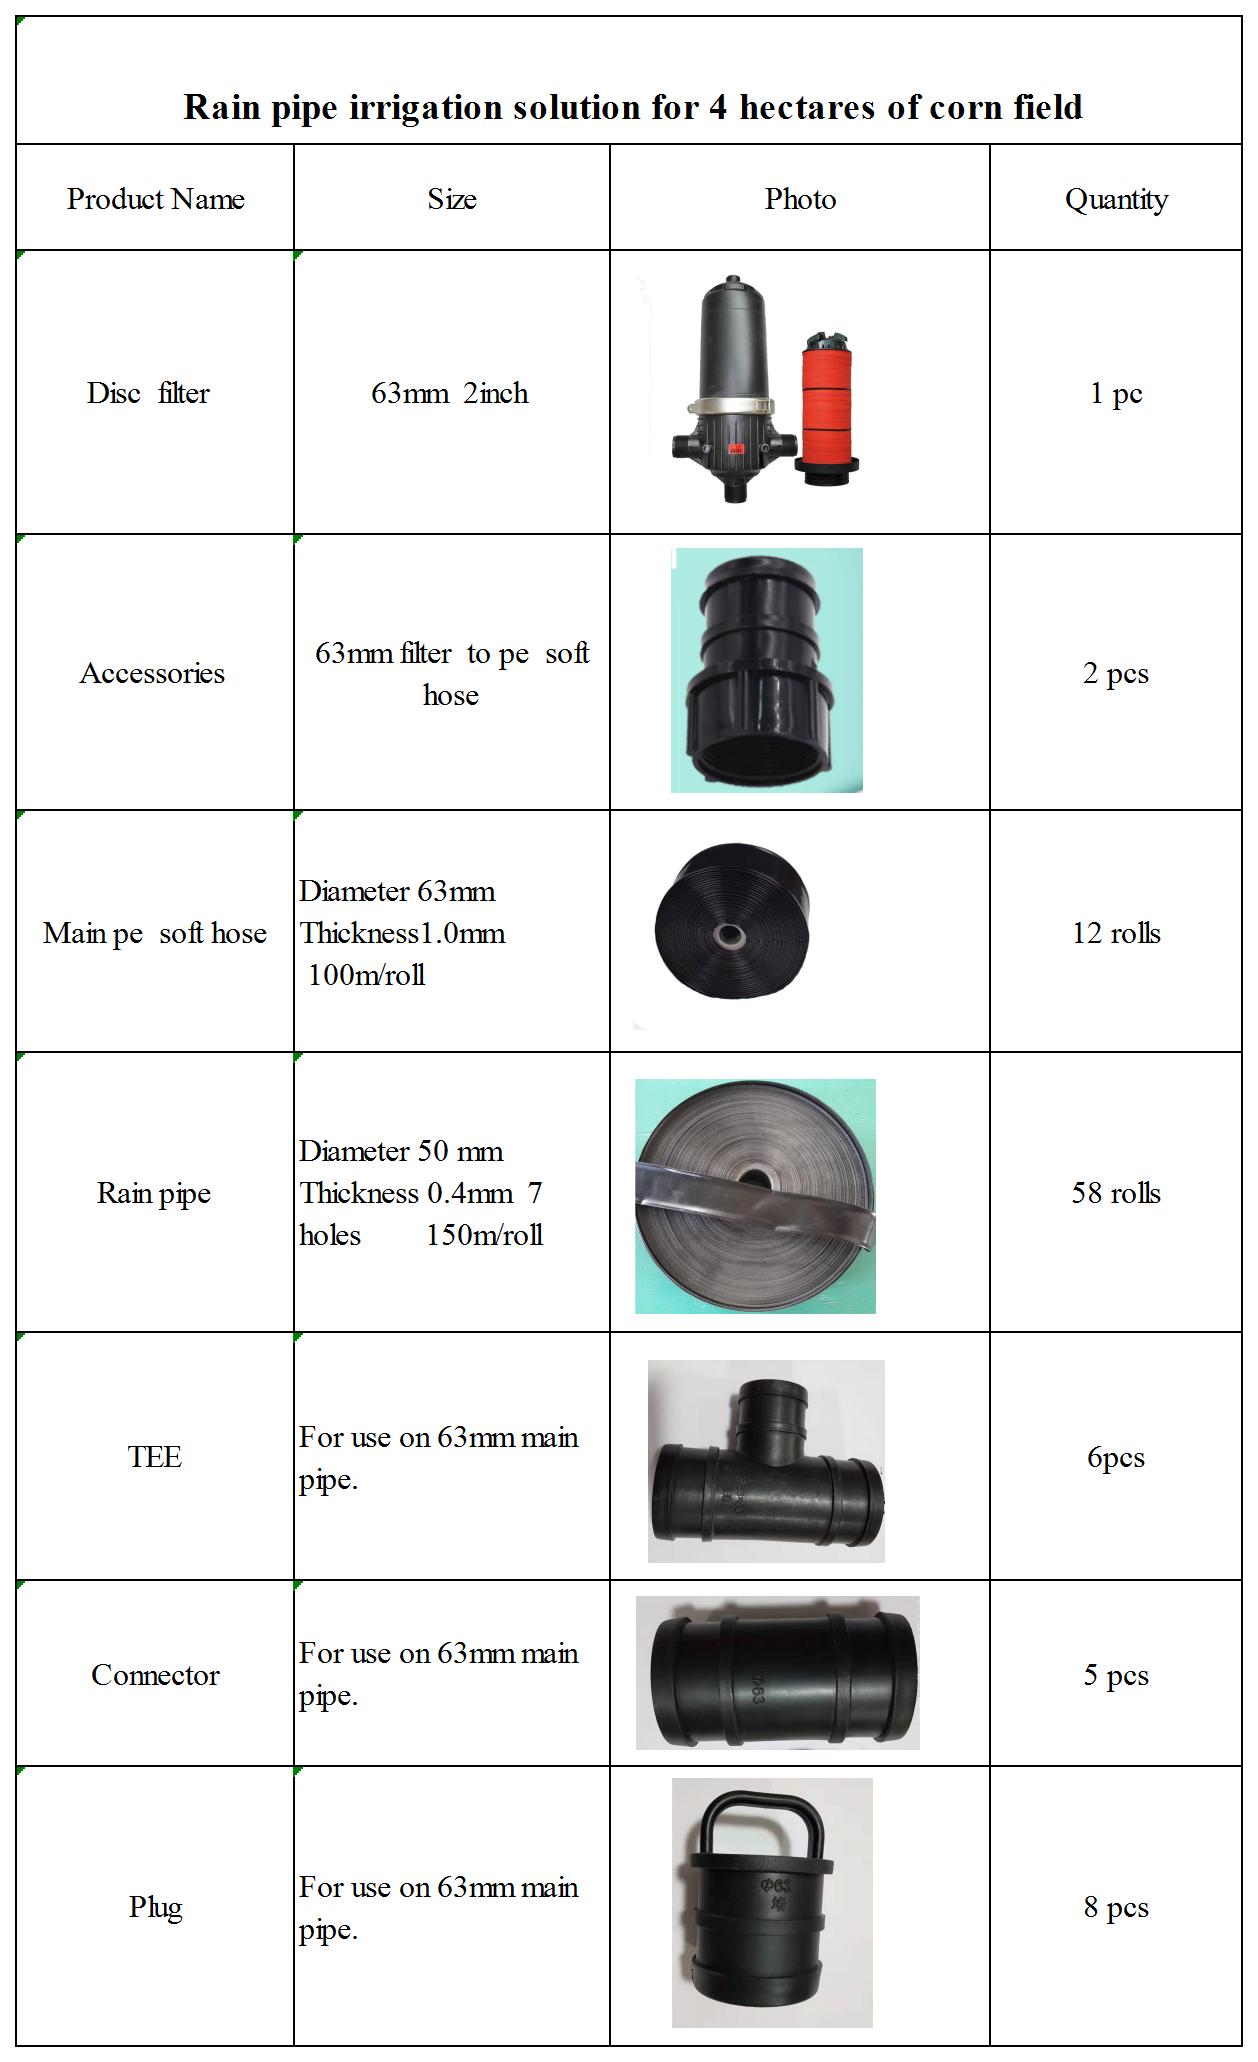 Rain pipe irrigation solution for 4 hectares of corn field
Product Name Size Photo Quantity
Disc filter 63mm 2inch 1 pc
Accessories
63mm filter to pe soft
hose
2 pcs
Main pe soft hose
Diameter 63mm
Thickness1.0mm
100m/roll
12 rolls
Rain pipe
Diameter 50 mm
Thickness 0.4mm 7
holes 150m/roll
58 rolls
TEE
For use on 63mm main
pipe.
6pcs
Connector
For use on 63mm main
pipe.
Φ63
5 pcs
Plug
For use on 63mm main
pipe.
Φ63
堵
8 pcs